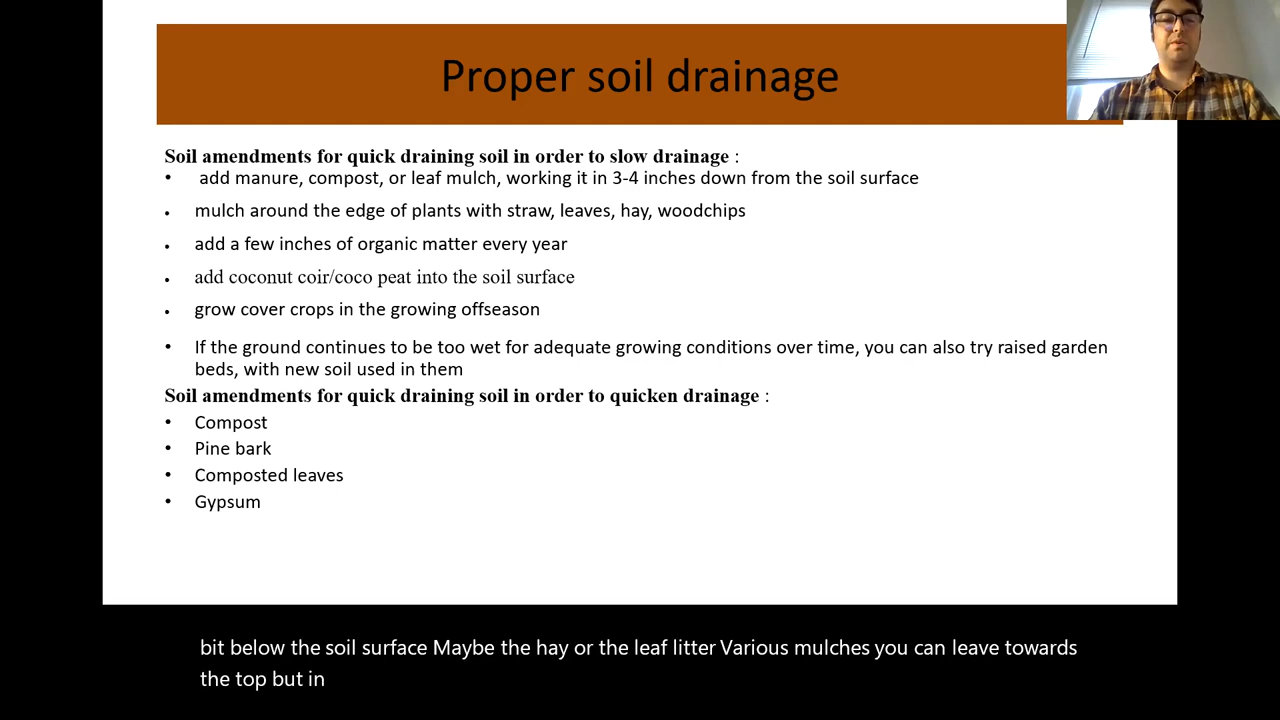 Proper soil drainage
Soil amendments for quick draining soil in order to slow drainage :
• add manure, compost, or leaf mulch, working it in 3-4 inches down from the soil surface
• mulch around the edge of plants with straw, leaves, hay, woodchips
• add a few inches of organic matter every year
• add coconut coir/coco peat into the soil surface
• grow cover crops in the growing offseason
• If the ground continues to be too wet for adequate growing conditions over time, you can also try raised garden
beds, with new soil used in them
Soil amendments for quick draining soil in order to quicken drainage :
• Compost
• Pine bark
• Composted leaves
• Gypsum
bit below the soil surface Maybe the hay or the leaf litter Various mulches you can leave towards
the top but in